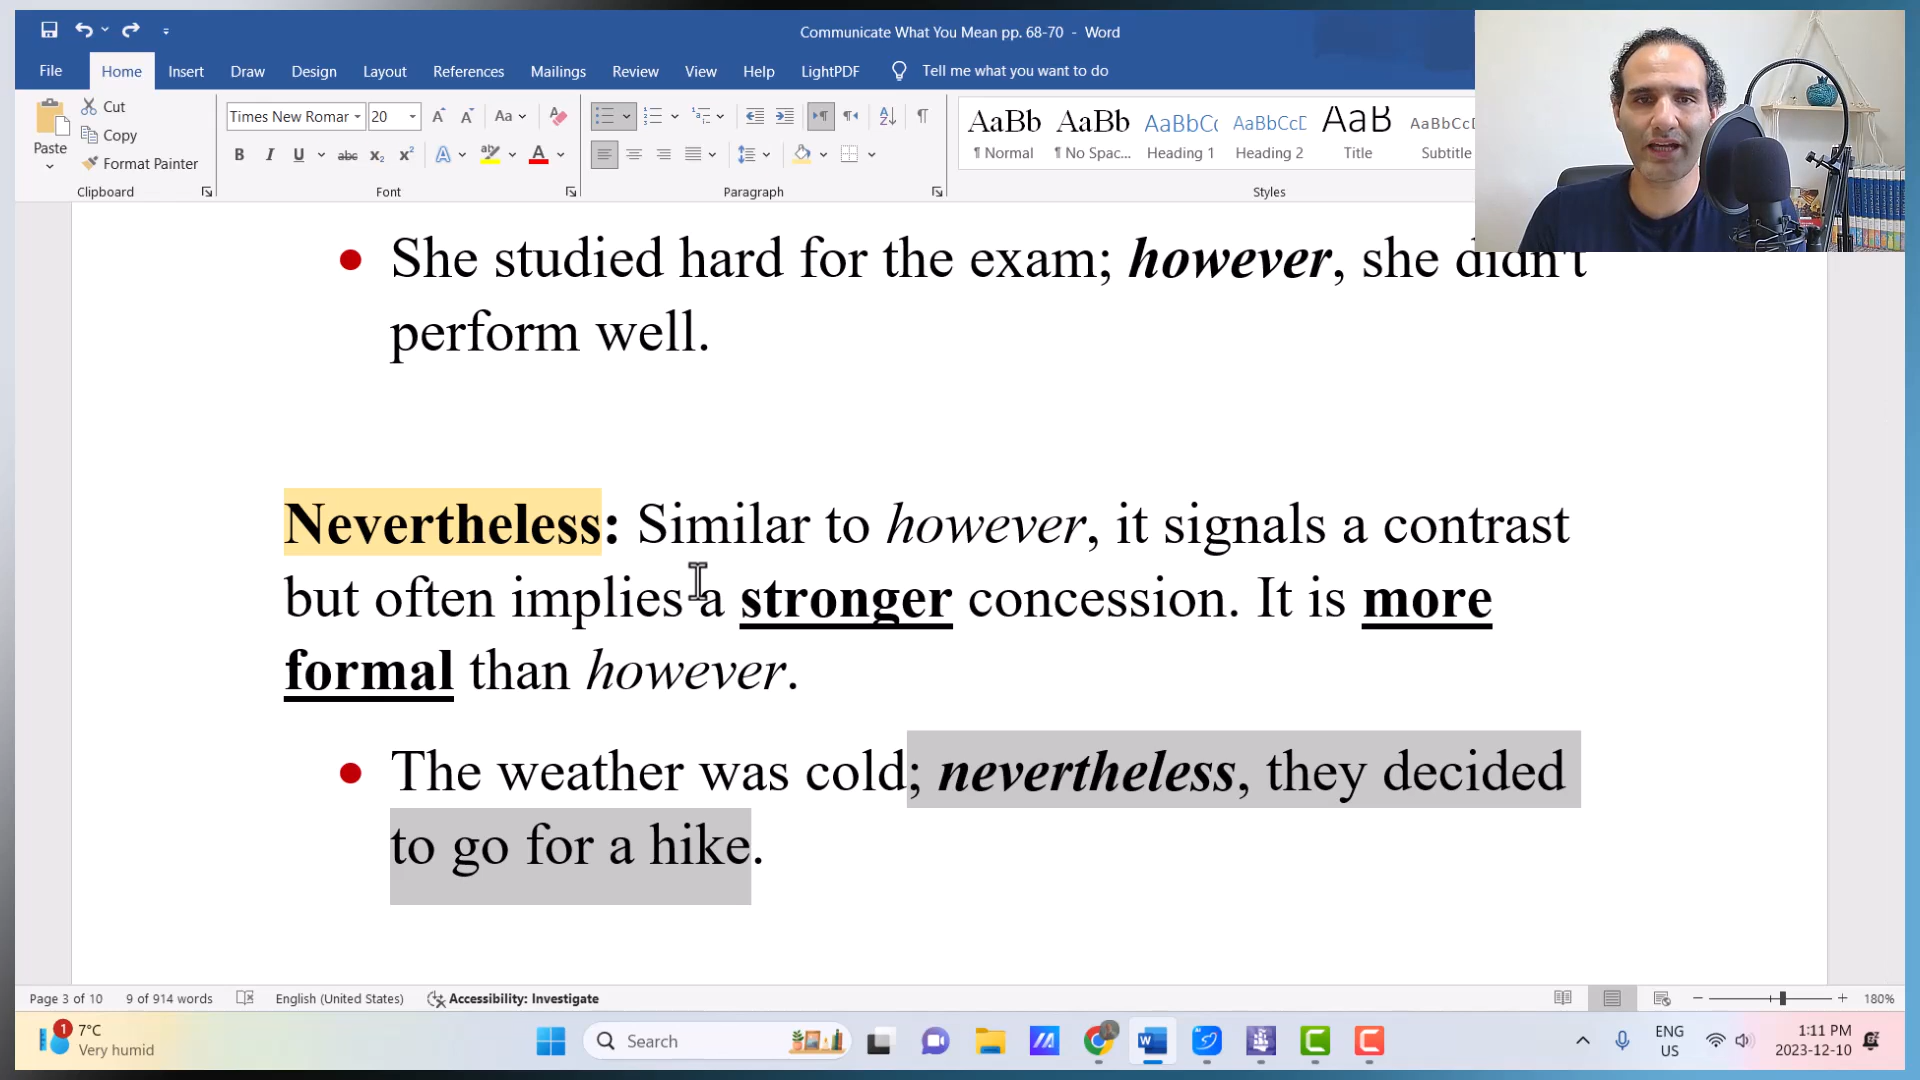 Communicate What You Mean pp. 68-70 - Word
File Home Insert Draw Design Layout References Mailings Review View Help LightPDF Tell me what you want to do
Paste
Cut
Copy
Format Painter
Clipboard
Times New Romar 20
Font
Paragraph
AaBb AaBb AaBbCc AaBbCcD AaB AaBbCcD
¶ Normal ¶ No Spac... Heading 1 Heading 2 Title Subtitle
Styles
• She studied hard for the exam; however, she didn't
perform well.
Nevertheless: Similar to however, it signals a contrast
but often implies a stronger concession. It is more
formal than however.
• The weather was cold; nevertheless, they decided
to go for a hike.
Page 3 of 10 9 of 914 words English (United States) Accessibility: Investigate 180%
1 7°C
Very humid
Search
ENG
US
1:11 PM
2023-12-10